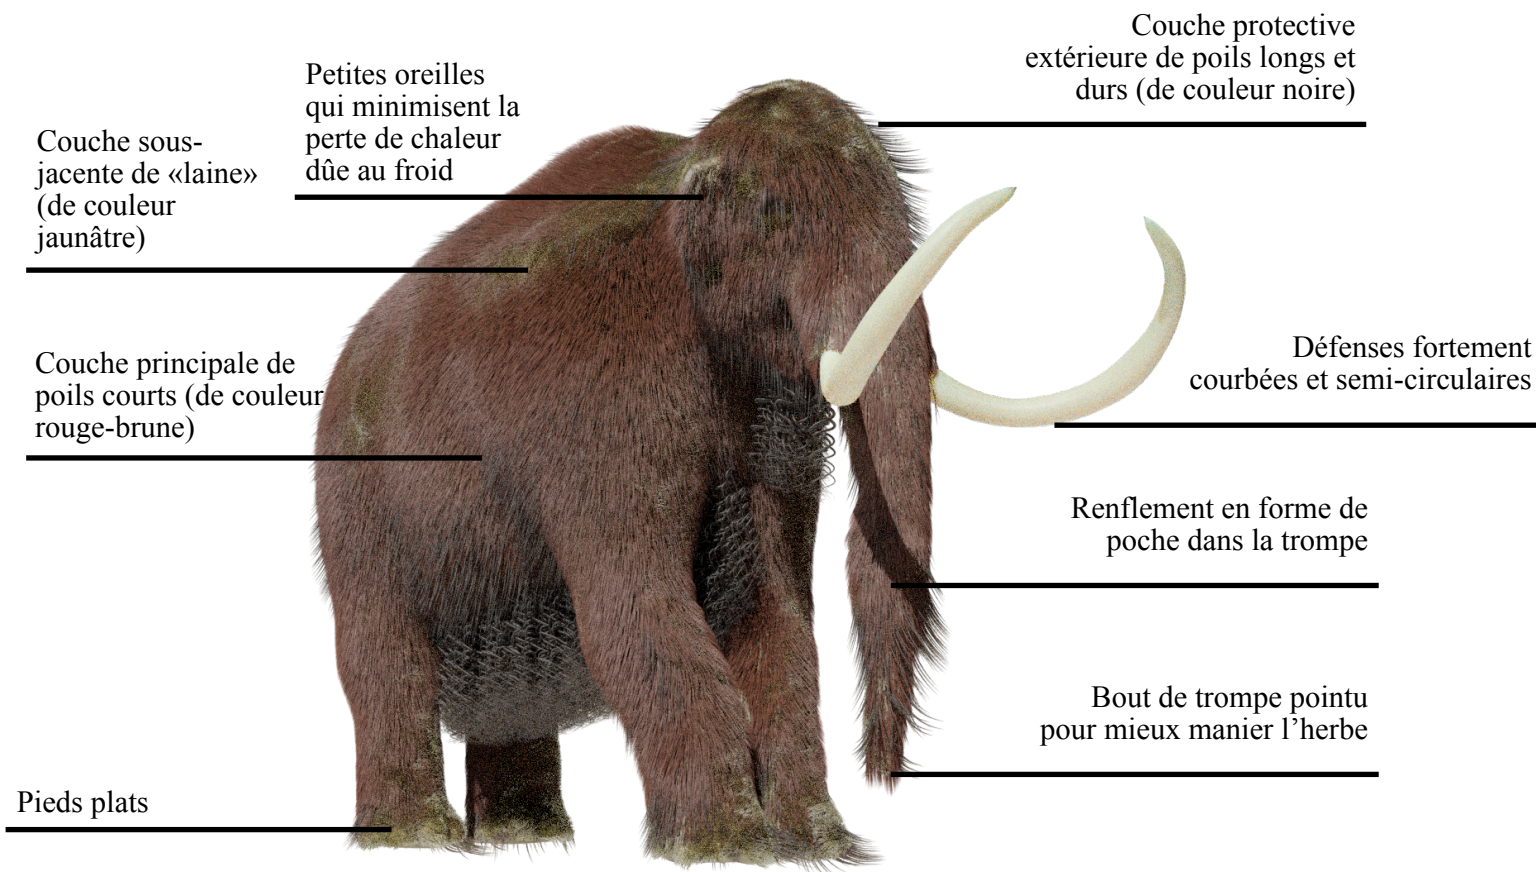 Couche protective
extérieure de poils longs et
durs (de couleur noire)
Petites oreilles
qui minimisent la
perte de chaleur
dûe au froid
Couche sous-
jacente de «laine»
(de couleur
jaunâtre)
Couche principale de
poils courts (de couleur
rouge-brune)
Défenses fortement
courbées et semi-circulaires
Renflement en forme de
poche dans la trompe
Bout de trompe pointu
pour mieux manier l’herbe
Pieds plats